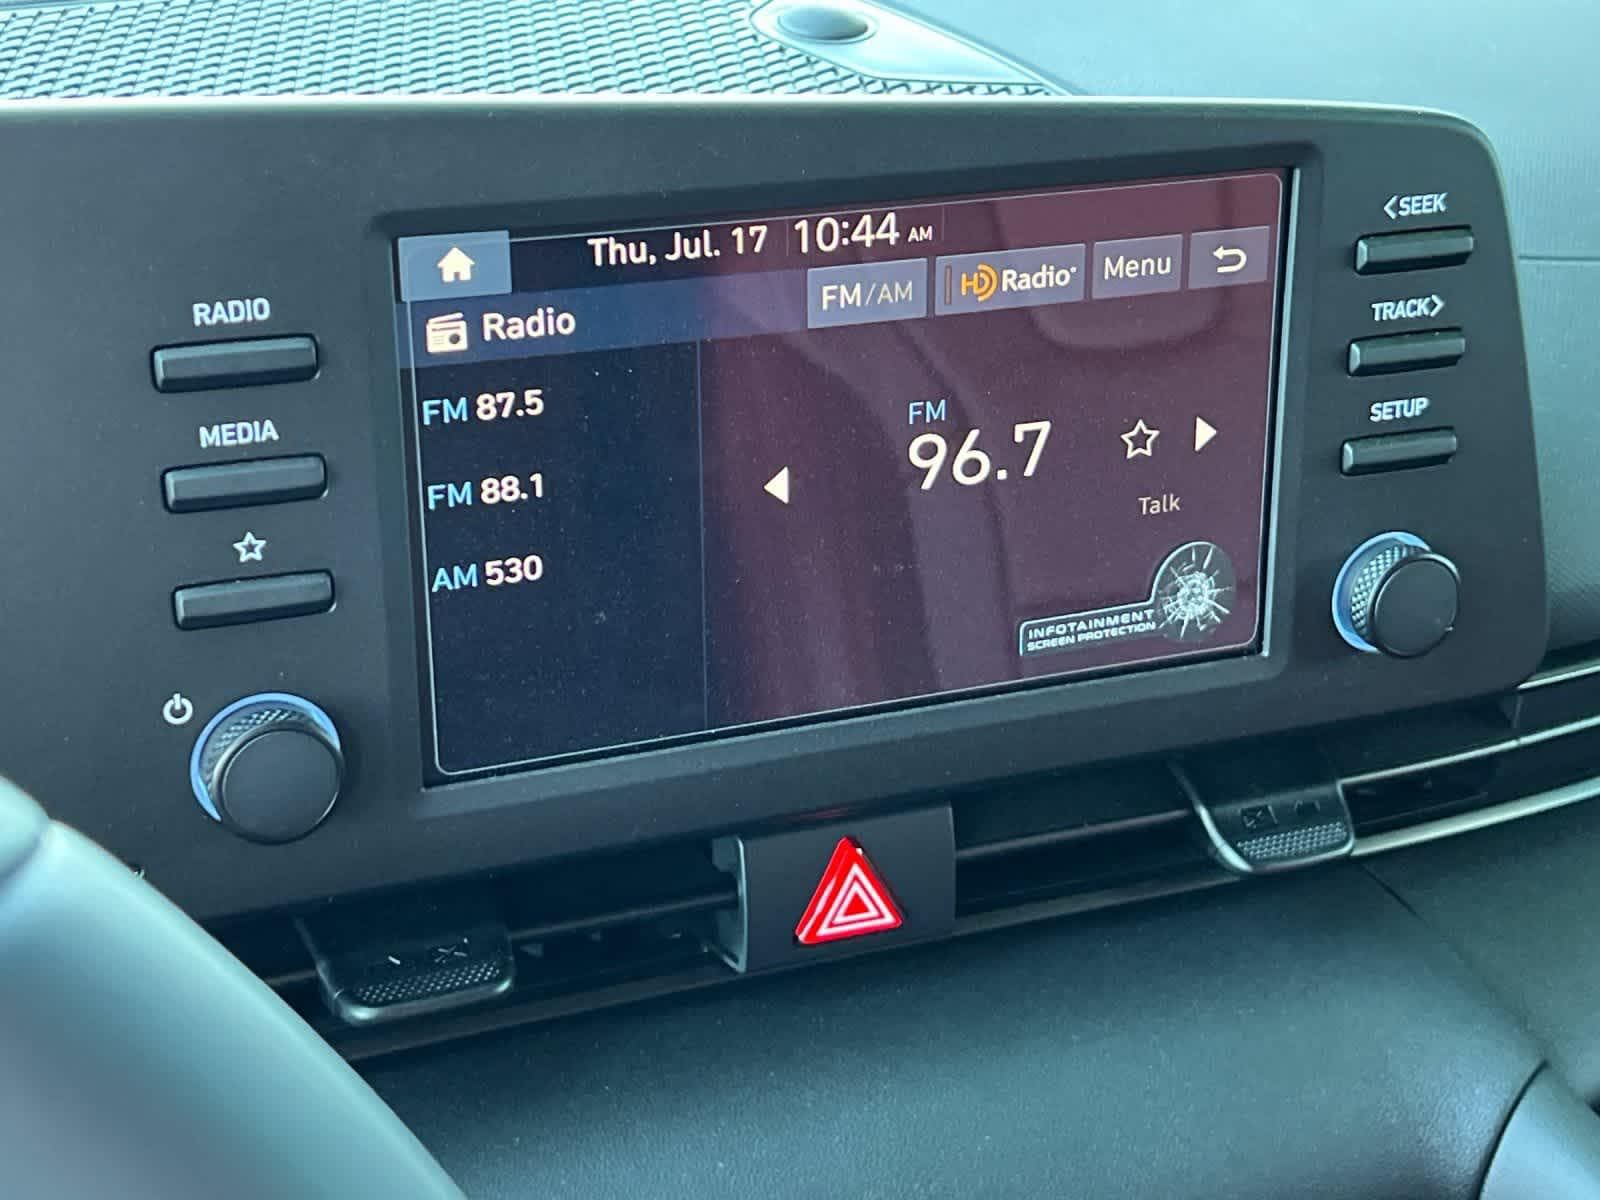 <SEEK
Thu, Jul. 17 10:44 AM
FM/AM HD Radio Menu
Radio
RADIO
TRACK>
FM 87.5
FM
96.7
SETUP
MEDIA
FM 88.1
Talk
AM 530
INFOTAINMENT
SCREEN PROTECTION